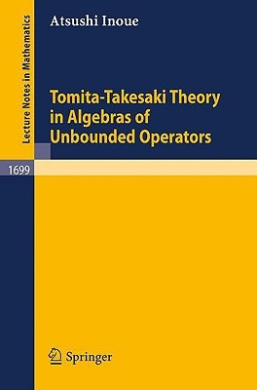 Atsushi Inoue
Lecture Notes in Mathematics
Tomita-Takesaki Theory
in Algebras of
Unbounded Operators
1699
Springer